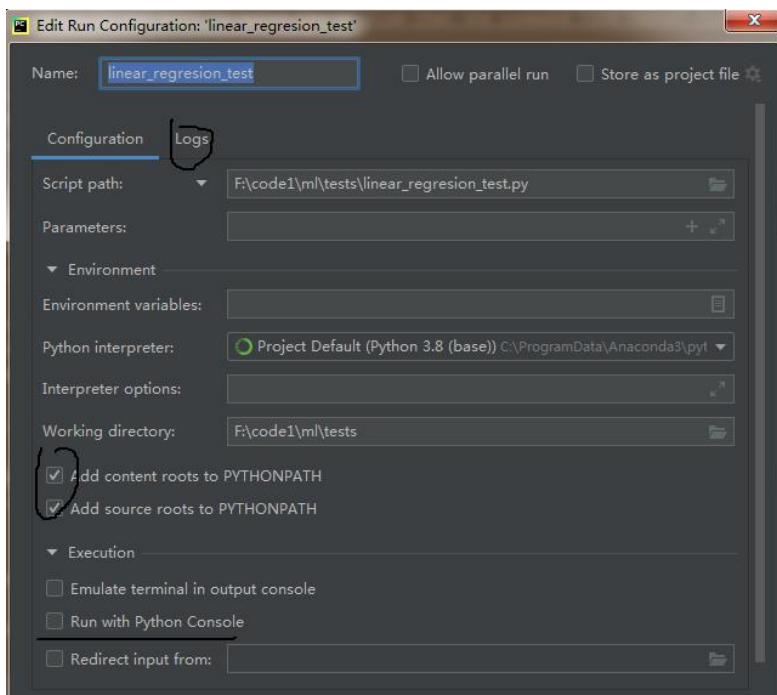 PC Edit Run Configuration: 'linear_regresion_test'
Name: linear_regresion_test Allow parallel run Store as project file
Configuration Logs
Script path: F:\code1\ml\tests\linear_regresion_test.py
Parameters:
Environment
Environment variables:
Python interpreter: Project Default (Python 3.8 (base)) C:\ProgramData\Anaconda3\pyt
Interpreter options:
Working directory: F:\code1\ml\tests
Add content roots to PYTHONPATH
Add source roots to PYTHONPATH
Execution
Emulate terminal in output console
Run with Python Console
Redirect input from: